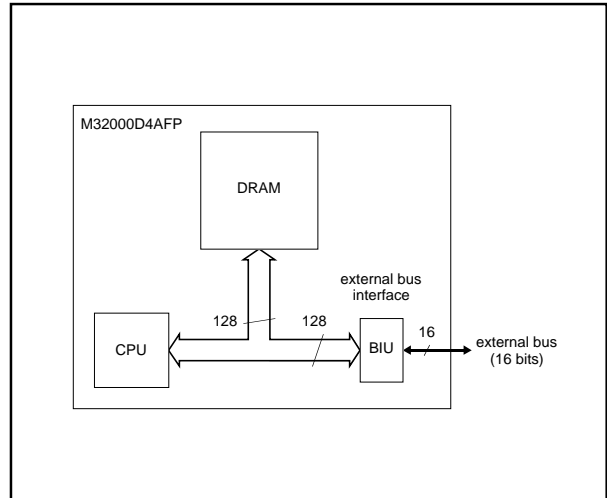 M32000D4AFP
DRAM
external bus
interface
128
128
16
CPU
BIU
external bus
(16 bits)